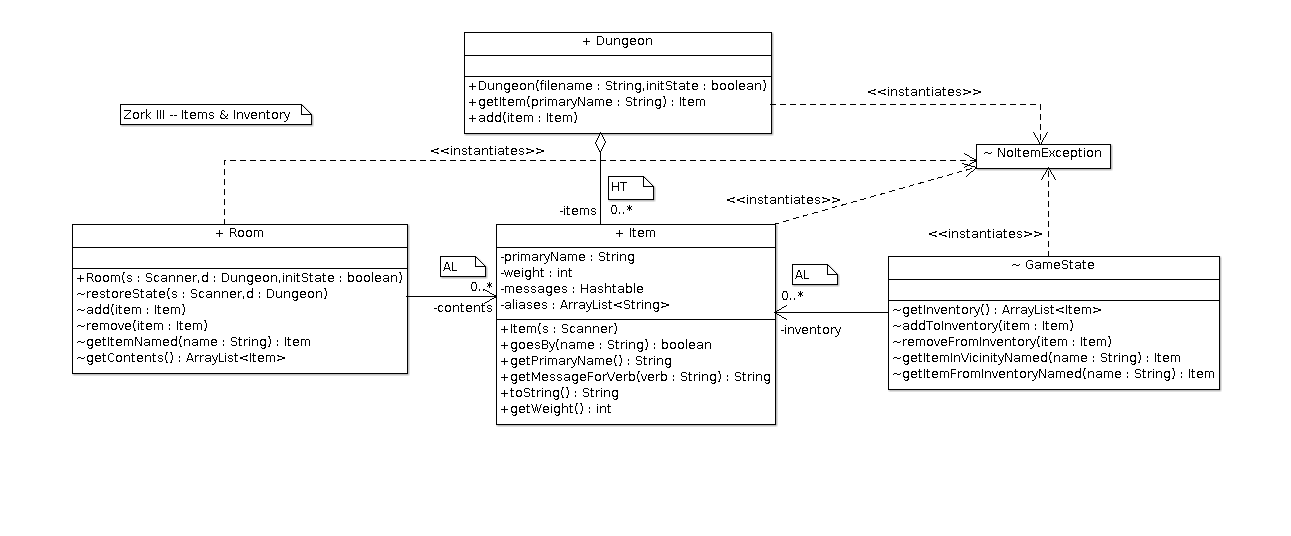 + Dungeon
+Dungeon(filename : String,initState : boolean)
+getItem(primaryName : String) : Item
+add(item : Item)
<<instantiates>>
Zork III -- Items & Inventory
<<instantiates>>
~ NoItemException
HT
-items
0..*
<<instantiates>>
<<instantiates>>
+ Room
+Room(s : Scanner,d : Dungeon,initState : boolean)
~restoreState(s : Scanner,d : Dungeon)
~add(item : Item)
~remove(item : Item)
~getItemNamed(name : String) : Item
~getContents() : ArrayList<Item>
AL
0..*
-contents
+ Item
-primaryName : String
-weight : int
-messages : Hashtable
-aliases : ArrayList<String>
+Item(s : Scanner)
+goesBy(name : String) : boolean
+getPrimaryName() : String
+getMessageForVerb(verb : String) : String
+toString() : String
+getWeight() : int
AL
0..*
-inventory
~ GameState
~getInventory() : ArrayList<Item>
~addToInventory(item : Item)
~removeFromInventory(item : Item)
~getItemInVicinityNamed(name : String) : Item
~getItemFromInventoryNamed(name : String) : Item